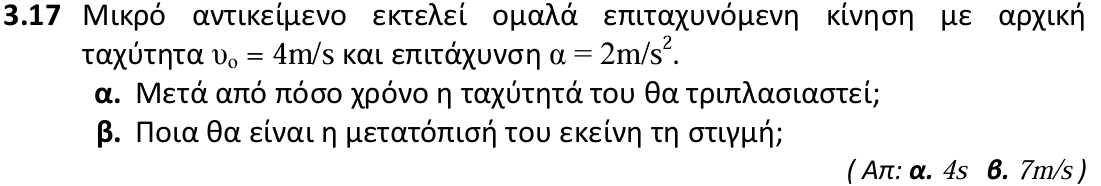 3.17 Μικρό αντικείμενο εκτελεί ομαλά επιταχυνόμενη κίνηση με αρχική
ταχύτητα υₒ = 4m/s και επιτάχυνση α = 2m/s².
α. Μετά από πόσο χρόνο η ταχύτητά του θα τριπλασιαστεί;
β. Ποια θα είναι η μετατόπισή του εκείνη τη στιγμή;
( Απ: α. 4s β. 7m/s )